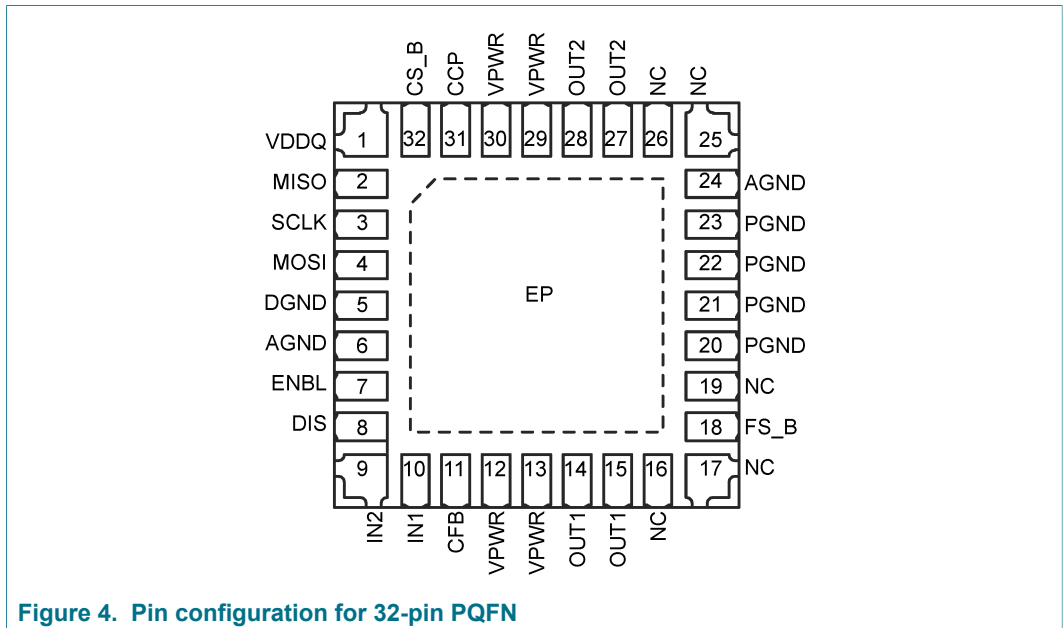 CS_B
CCP
VPWR
VPWR
OUT2
OUT2
NC
NC
32
31
30
29
28
27
26
VDDQ 1
25
MISO 2
24 AGND
SCLK 3
23 PGND
MOSI 4
22 PGND
EP
DGND 5
21 PGND
AGND 6
20 PGND
ENBL 7
19 NC
DIS 8
18 FS_B
9
10
11
12
13
14
15
16
17 NC
IN2
IN1
CFB
VPWR
VPWR
OUT1
OUT1
NC
Figure 4. Pin configuration for 32-pin PQFN